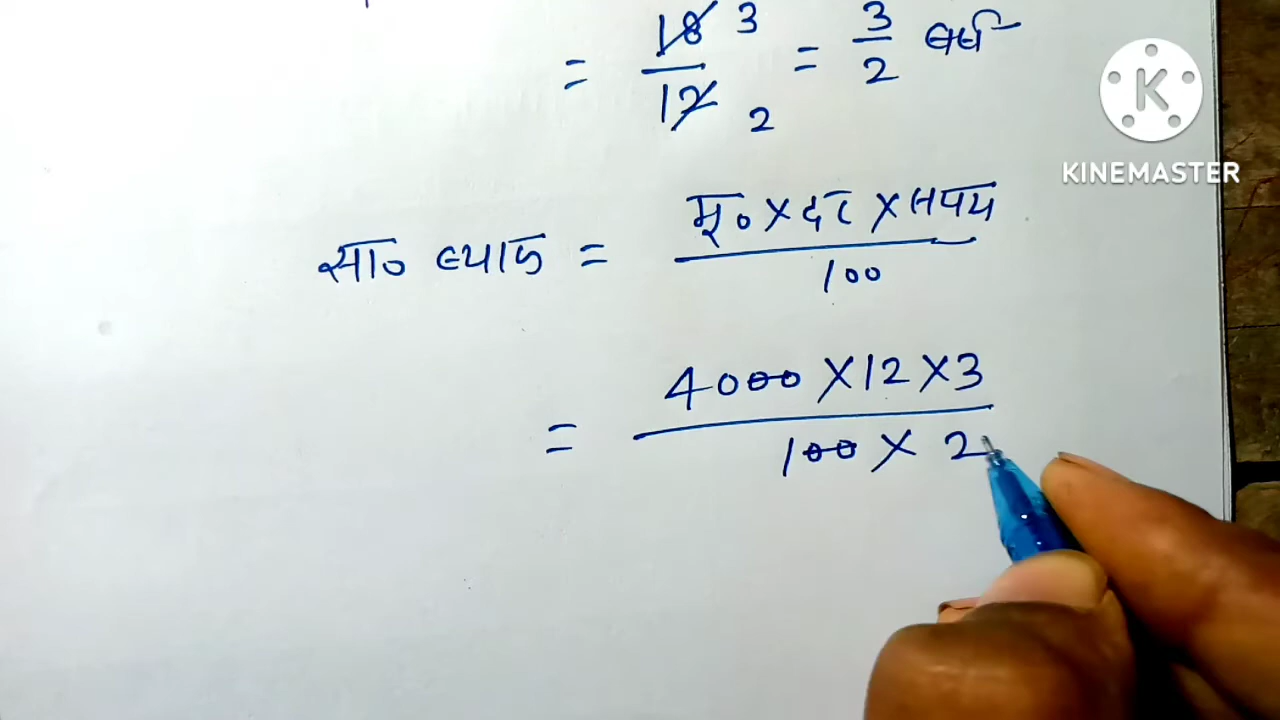 = 18/12 3 2 = 3/2 वर्ष
KINEMASTER
सा० ब्याज = मू० × दर × समय / 100
= 4000 × 12 × 3 / 100 × 2